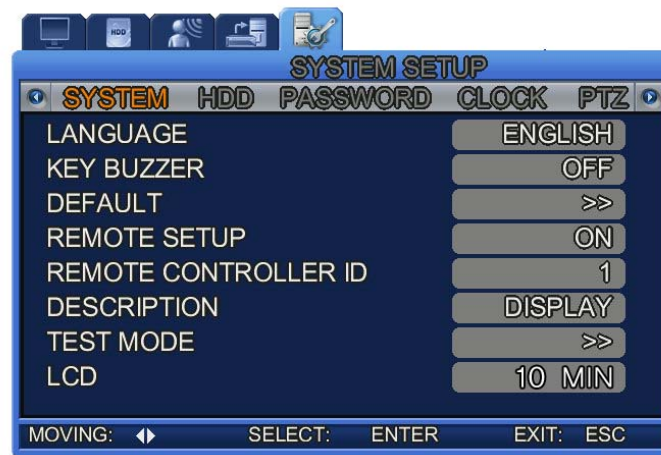 HDD
SYSTEM SETUP
SYSTEM HDD PASSWORD CLOCK PTZ
LANGUAGE ENGLISH
KEY BUZZER OFF
DEFAULT >>
REMOTE SETUP ON
REMOTE CONTROLLER ID 1
DESCRIPTION DISPLAY
TEST MODE >>
LCD 10 MIN
MOVING: SELECT: ENTER EXIT: ESC